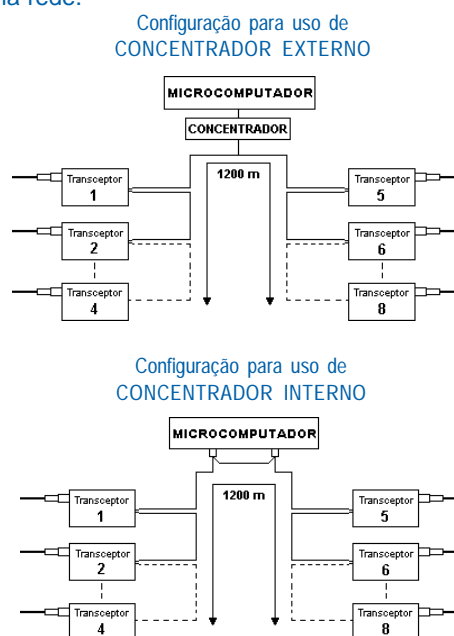 na rede.
Configuração para uso de
CONCENTRADOR EXTERNO
MICROCOMPUTADOR
CONCENTRADOR
Transceptor
1
1200 m
Transceptor
5
Transceptor
2
Transceptor
6
Transceptor
4
Transceptor
8
Configuração para uso de
CONCENTRADOR INTERNO
MICROCOMPUTADOR
Transceptor
1
1200 m
Transceptor
5
Transceptor
2
Transceptor
6
Transceptor
4
Transceptor
8